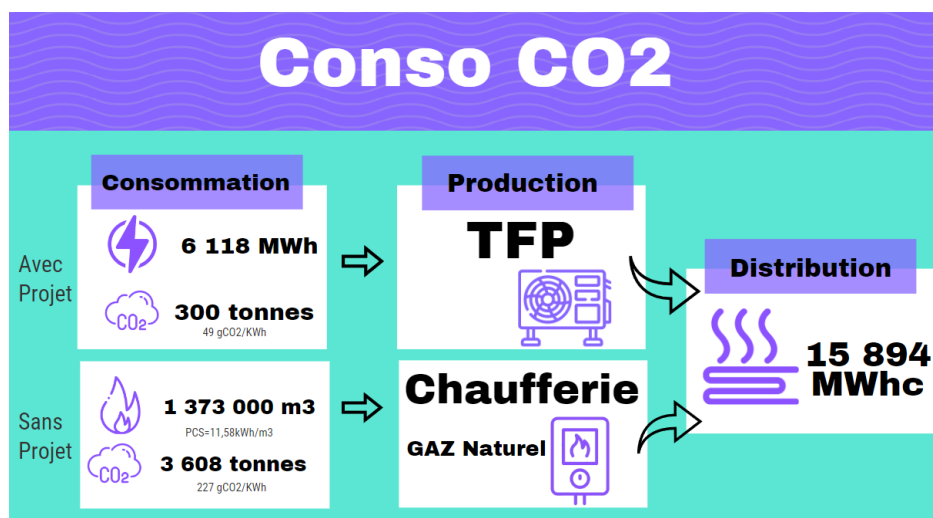 Conso CO2
Avec
Projet
Consommation
6 118 MWh
CO2
300 tonnes
49 gCO2/KWh
Production
TFP
Distribution
15 894
MWhc
Sans
Projet
1 373 000 m3
PCS=11,58kWh/m3
CO2
3 608 tonnes
227 gCO2/KWh
Chaufferie
GAZ Naturel